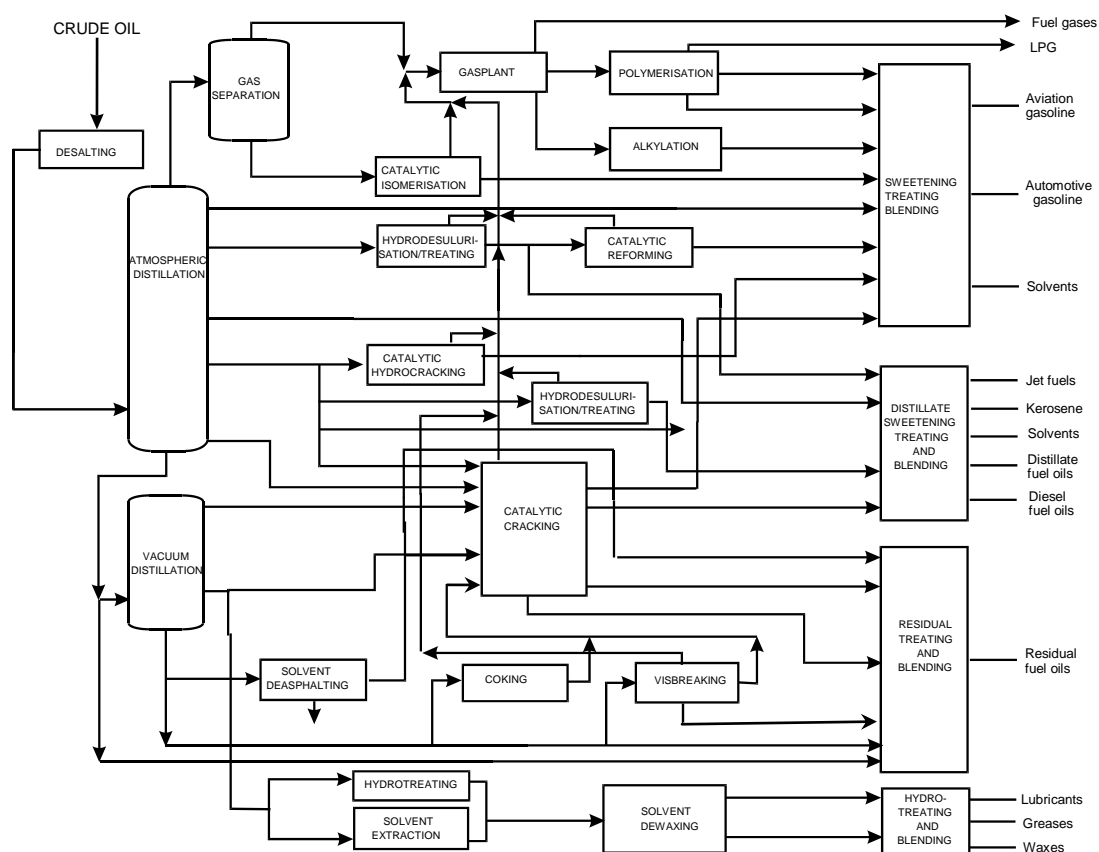 CRUDE OIL
Fuel gases
LPG
GAS
SEPARATION
GASPLANT
POLYMERISATION
Aviation
gasoline
DESALTING
ALKYLATION
CATALYTIC
ISOMERISATION
SWEETENING
TREATING
BLENDING
Automotive
gasoline
HYDRODESULURI-
SATION/TREATING
CATALYTIC
REFORMING
ATMOSPHERIC
DISTILLATION
Solvents
CATALYTIC
HYDROCRACKING
HYDRODESULURI-
SATION/TREATING
DISTILLATE
SWEETENING
TREATING
AND
BLENDING
Jet fuels
Kerosene
Solvents
Distillate
fuel oils
Diesel
fuel oils
CATALYTIC
CRACKING
VACUUM
DISTILLATION
RESIDUAL
TREATING
AND
BLENDING
Residual
fuel oils
SOLVENT
DEASPHALTING
COKING
VISBREAKING
HYDROTREATING
SOLVENT
EXTRACTION
SOLVENT
DEWAXING
HYDRO-
TREATING
AND
BLENDING
Lubricants
Greases
Waxes